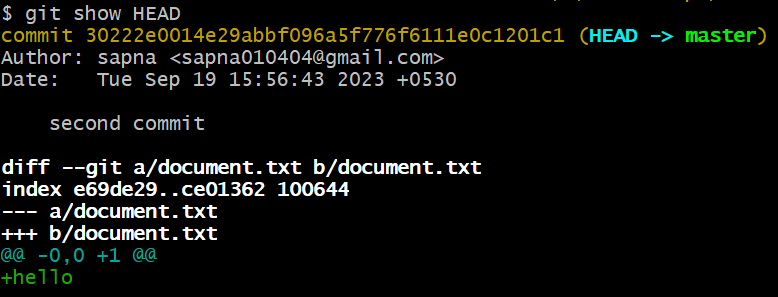 $ git show HEAD
commit 30222e0014e29abbf096a5f776f6111e0c1201c1 (HEAD -> master)
Author: sapna <sapna010404@gmail.com>
Date:   Tue Sep 19 15:56:43 2023 +0530

    second commit

diff --git a/document.txt b/document.txt
index e69de29..ce01362 100644
--- a/document.txt
+++ b/document.txt
@@ -0,0 +1 @@
+hello